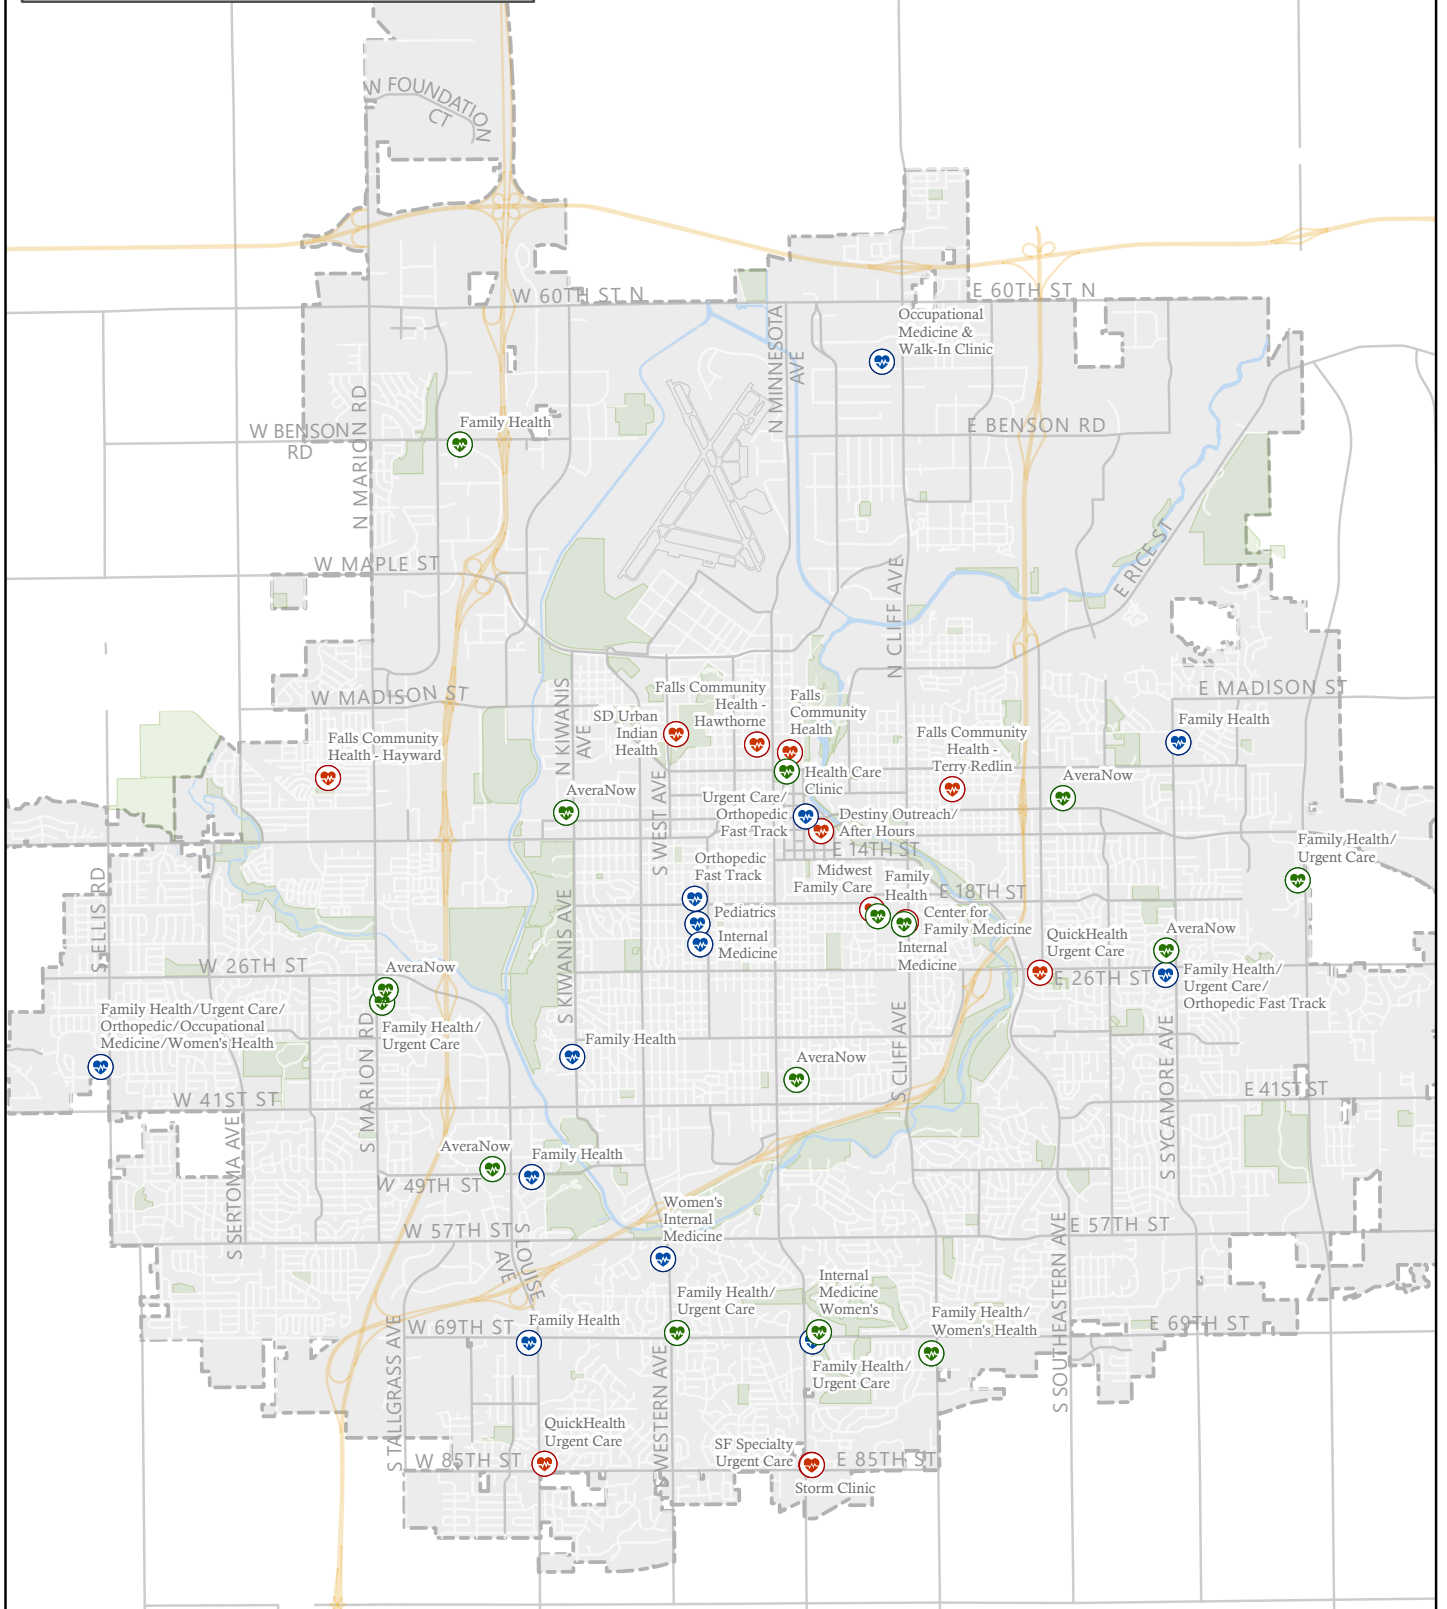 W FOUNDATION
CT
W 60TH ST N
E 60TH ST N
N MINNESOTA
AVE
Occupational
Medicine &
Walk-In Clinic
N MARION RD
W BENSON
RD
Family Health
E BENSON RD
W MAPLE ST
E RICE ST
N CLIFF AVE
W MADISON ST
E MADISON ST
N KIWANIS
AVE
Falls Community
Health -
Hawthorne
Falls
Community
Health
SD Urban
Indian
Health
Family Health
Falls Community
Health - Hayward
Falls Community
Health -
Terry Redlin
Health Care
Clinic
AveraNow
AveraNow
S WEST AVE
Urgent Care/
Orthopedic
Fast Track
Destiny Outreach/
After Hours
E 14TH ST
Family Health/
Urgent Care
Orthopedic
Fast Track
Midwest
Family Care
Family
Health
E 18TH ST
S ELLIS RD
S KIWANIS AVE
Pediatrics
Center for
Family Medicine
Internal
Medicine
Internal
Medicine
QuickHealth
Urgent Care
AveraNow
W 26TH ST
AveraNow
E 26TH ST
Family Health/
Urgent Care/
Orthopedic Fast Track
Family Health/Urgent Care/
Orthopedic/Occupational
Medicine/Women's Health
Family Health/
Urgent Care
S MARION RD
Family Health
AveraNow
S CLIFF AVE
S SYCAMORE AVE
W 41ST ST
E 41ST ST
S SERTOMA AVE
AveraNow
Family Health
W 49TH ST
Women's
Internal
Medicine
W 57TH ST
E 57TH ST
S LOUISE
AVE
S SOUTHEASTERN AVE
Family Health/
Urgent Care
Internal
Medicine
Women's
Family Health/
Women's Health
W 69TH ST
Family Health
E 69TH ST
S TALLGRASS AVE
S WESTERN AVE
Family Health/
Urgent Care
QuickHealth
Urgent Care
SF Specialty
Urgent Care
W 85TH ST
E 85TH ST
Storm Clinic